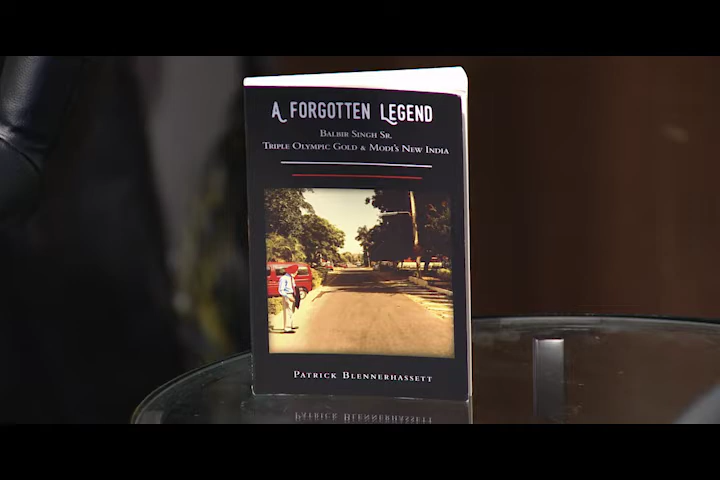 A FORGOTTEN LEGEND
BALBIR SINGH SR.
TRIPLE OLYMPIC GOLD & MODI'S NEW INDIA
PATRICK BLENNERHASSETT